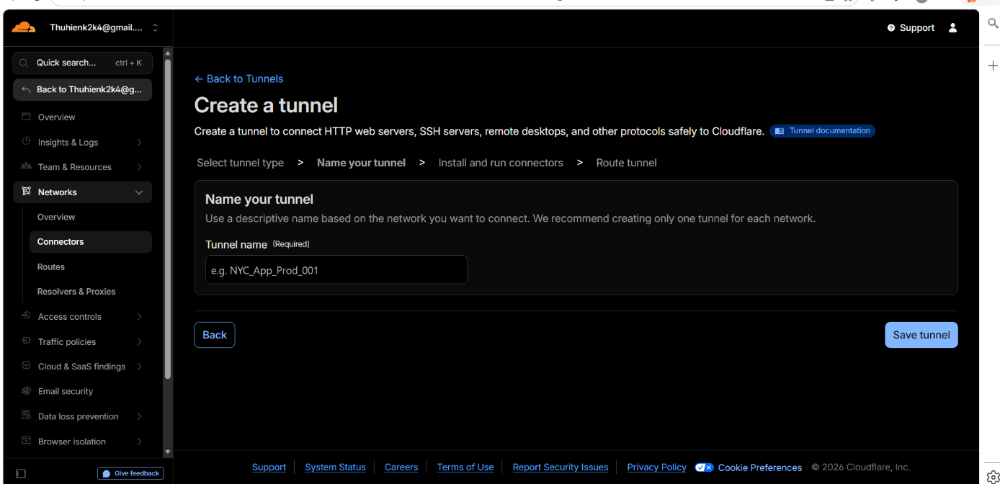 Thuhienk2k4@gmail....
Support
Quick search... ctrl + K
Back to Thuhienk2k4@g...
Overview
Insights & Logs
Team & Resources
Networks
Overview
Connectors
Routes
Resolvers & Proxies
Access controls
Traffic policies
Cloud & SaaS findings
Email security
Data loss prevention
Browser isolation
Give feedback
← Back to Tunnels
Create a tunnel
Create a tunnel to connect HTTP web servers, SSH servers, remote desktops, and other protocols safely to Cloudflare. Tunnel documentation
Select tunnel type > Name your tunnel > Install and run connectors > Route tunnel
Name your tunnel
Use a descriptive name based on the network you want to connect. We recommend creating only one tunnel for each network.
Tunnel name (Required)
e.g. NYC_App_Prod_001
Back
Save tunnel
Support System Status Careers Terms of Use Report Security Issues Privacy Policy Cookie Preferences © 2026 Cloudflare, Inc.